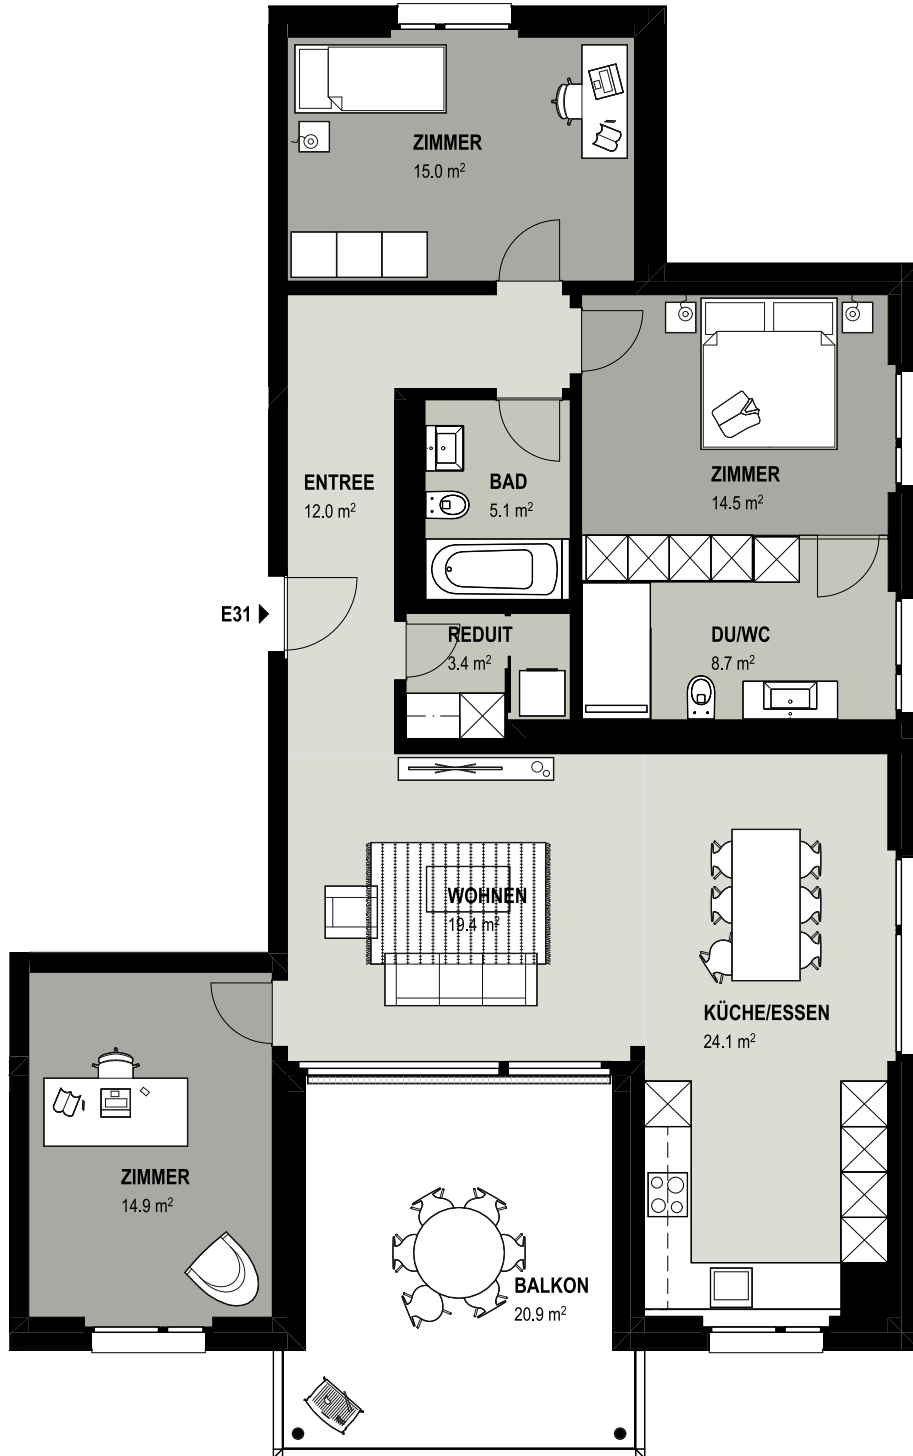 ZIMMER
15.0 m²
ZIMMER
14.5 m²
ENTREE
12.0 m²
BAD
5.1 m²
E31
REDUIT
3.4 m²
DU/WC
8.7 m²
WOHNEN
19.4 m²
KÜCHE/ESSEN
24.1 m²
ZIMMER
14.9 m²
BALKON
20.9 m²